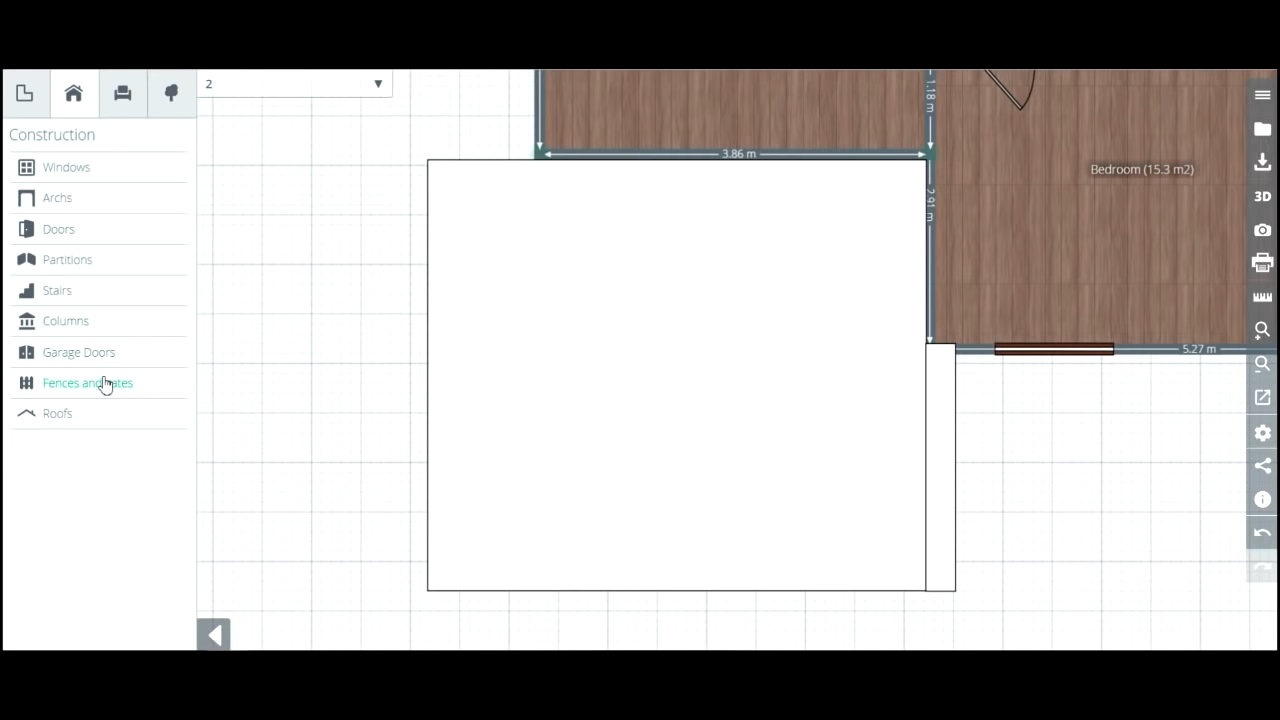 2
Construction
Windows
Archs
Doors
Partitions
Stairs
Columns
Garage Doors
Fences and Gates
Roofs
3.86 m
1.18 m
2.91 m
Bedroom (15.3 m2)
5.27 m
3D